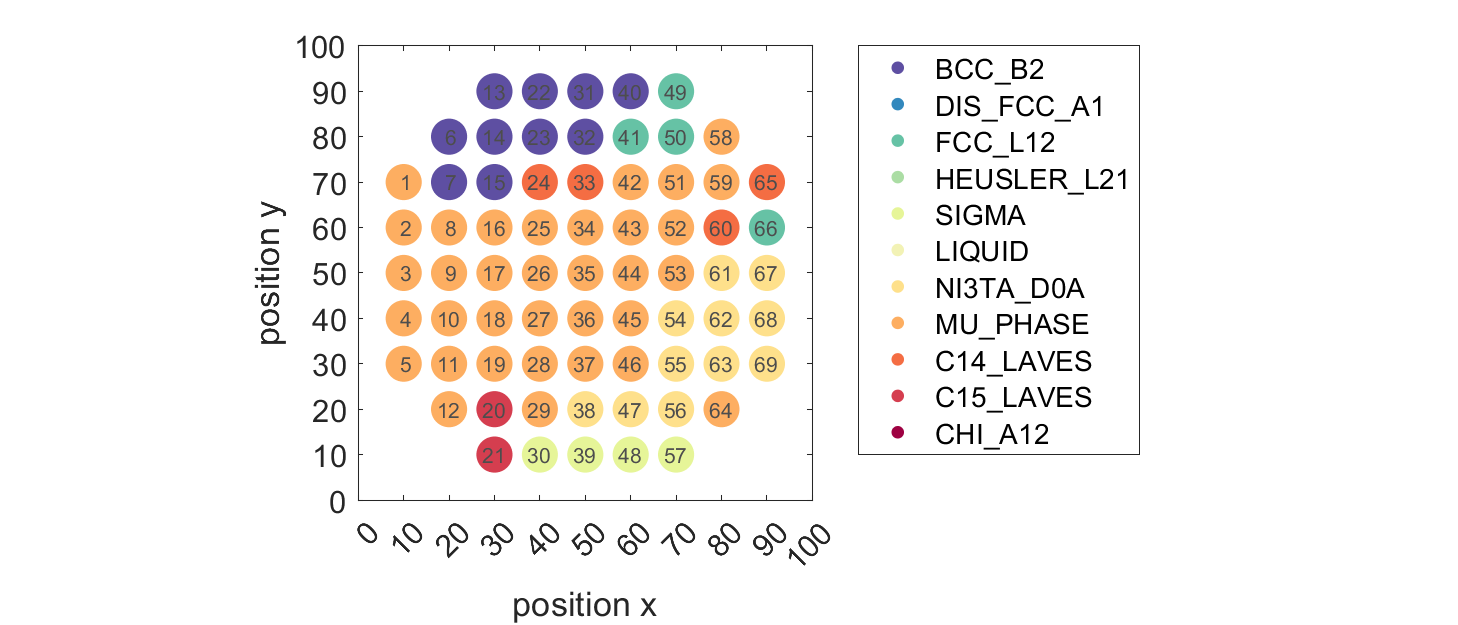 100
90 13 22 31 40 49
80 6 14 23 32 41 50 58
70 1 7 15 24 33 42 51 59 65
60 2 8 16 25 34 43 52 60 66
50 3 9 17 26 35 44 53 61 67
40 4 10 18 27 36 45 54 62 68
30 5 11 19 28 37 46 55 63 69
20 12 20 29 38 47 56 64
10 21 30 39 48 57
0
position y
0 10 20 30 40 50 60 70 80 90 100
position x
BCC_B2
DIS_FCC_A1
FCC_L12
HEUSLER_L21
SIGMA
LIQUID
NI3TA_D0A
MU_PHASE
C14_LAVES
C15_LAVES
CHI_A12